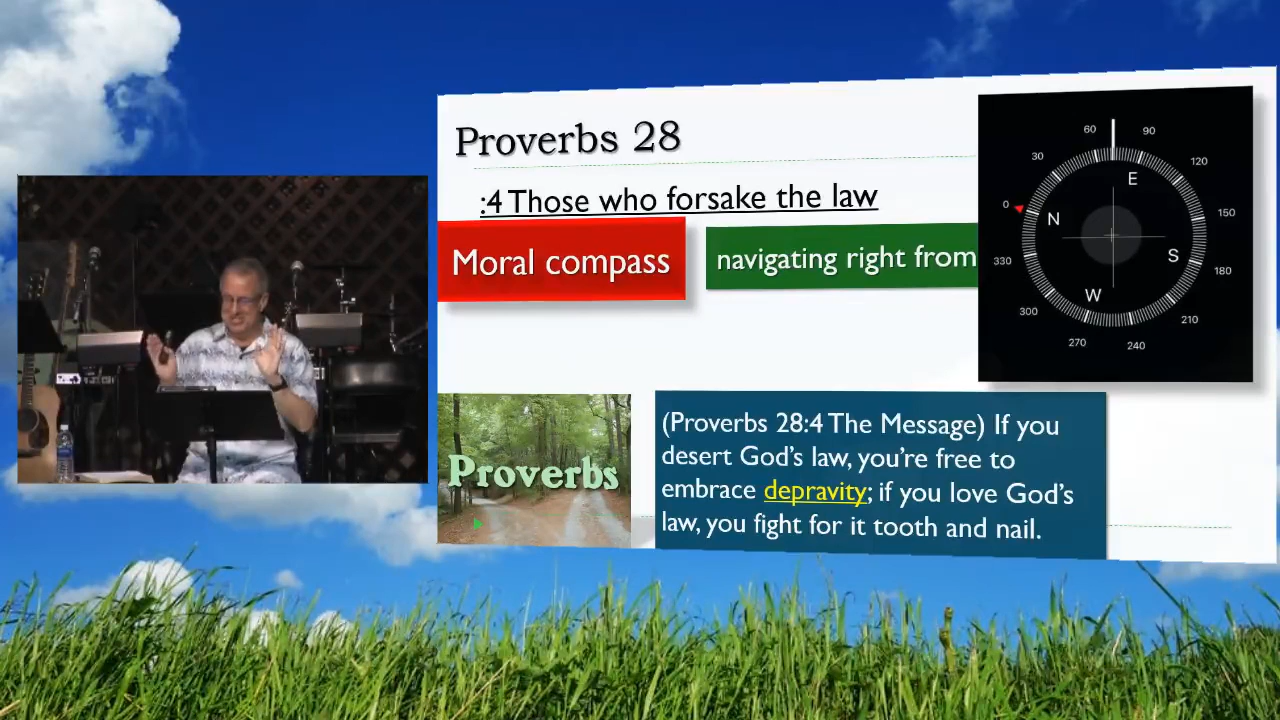 Proverbs 28
:4 Those who forsake the law
Moral compass
navigating right from
60
90
30
120
E
0
N
150
S
330
180
W
300
210
270
240
Proverbs
(Proverbs 28:4 The Message) If you
desert God's law, you're free to
embrace depravity; if you love God's
law, you fight for it tooth and nail.